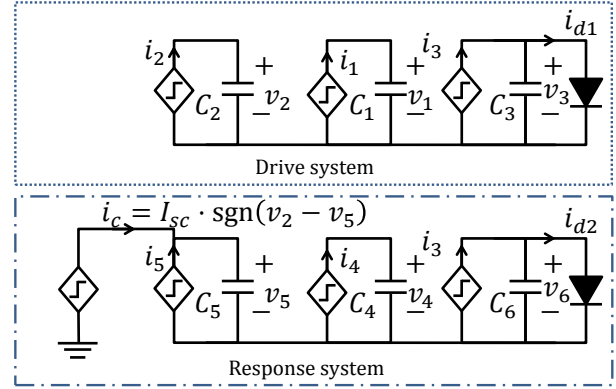 i_{d1}
i_2 i_1 i_3
+ + +
C_2 v_2 C_1 v_1 C_3 v_3
− − −
Drive system
i_c = I_{sc} · sgn(v_2 − v_5)
i_{d2}
i_5 i_4 i_3
+ + +
C_5 v_5 C_4 v_4 C_6 v_6
− − −
Response system